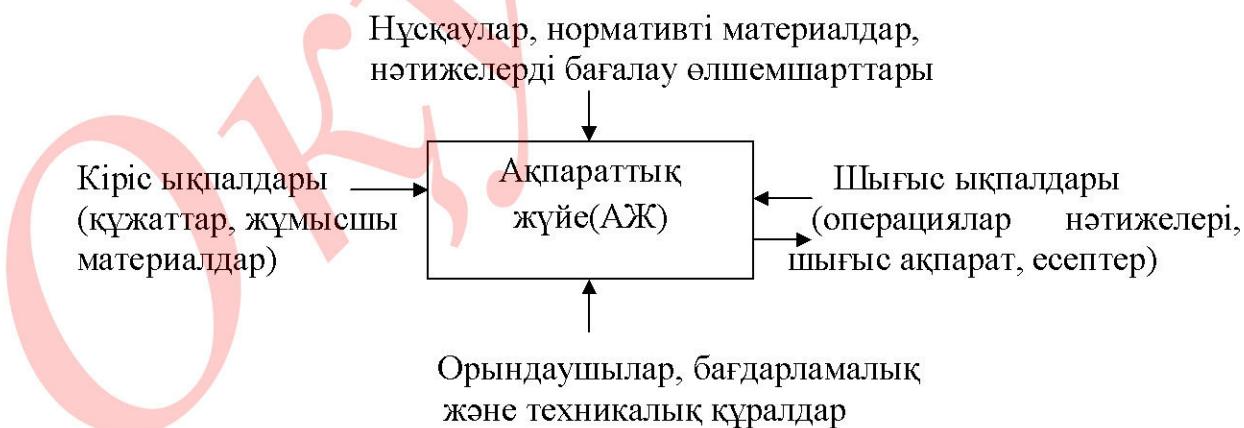 Нұсқаулар, нормативті материалдар,
нәтижелерді бағалау өлшемшарттары
Кіріс ықпалдары
(құжаттар, жұмысшы
материалдар)
Ақпараттық
жүйе(АЖ)
Шығыс ықпалдары
(операциялар нәтижелері,
шығыс ақпарат, есептер)
Орындаушылар, бағдарламалық
және техникалық құралдар
Оқу